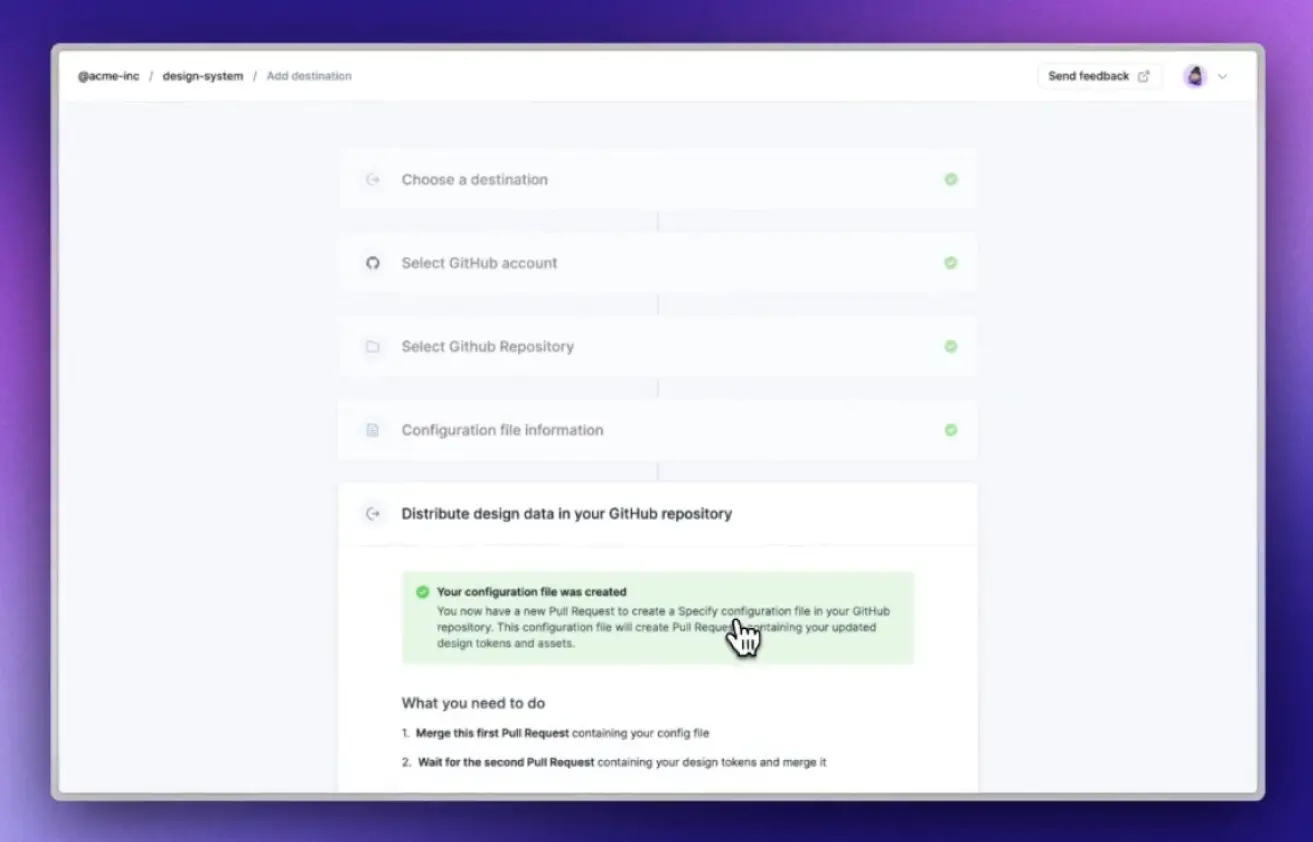 @acme-inc / design-system / Add destination
Send feedback
Choose a destination
Select GitHub account
Select Github Repository
Configuration file information
Distribute design data in your GitHub repository
Your configuration file was created
You now have a new Pull Request to create a Specify configuration file in your GitHub
repository. This configuration file will create Pull containing your updated
design tokens and assets.
What you need to do
1. Merge this first Pull Request containing your config file
2. Wait for the second Pull Request containing your design tokens and merge it